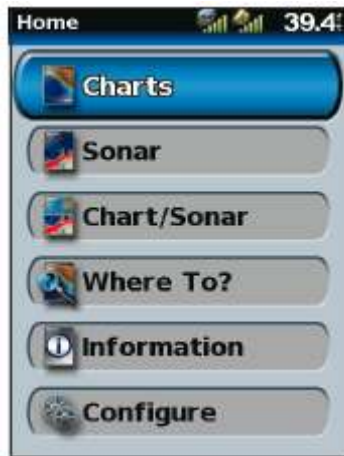 Home 39.4
Charts
Sonar
Chart/Sonar
Where To?
Information
Configure